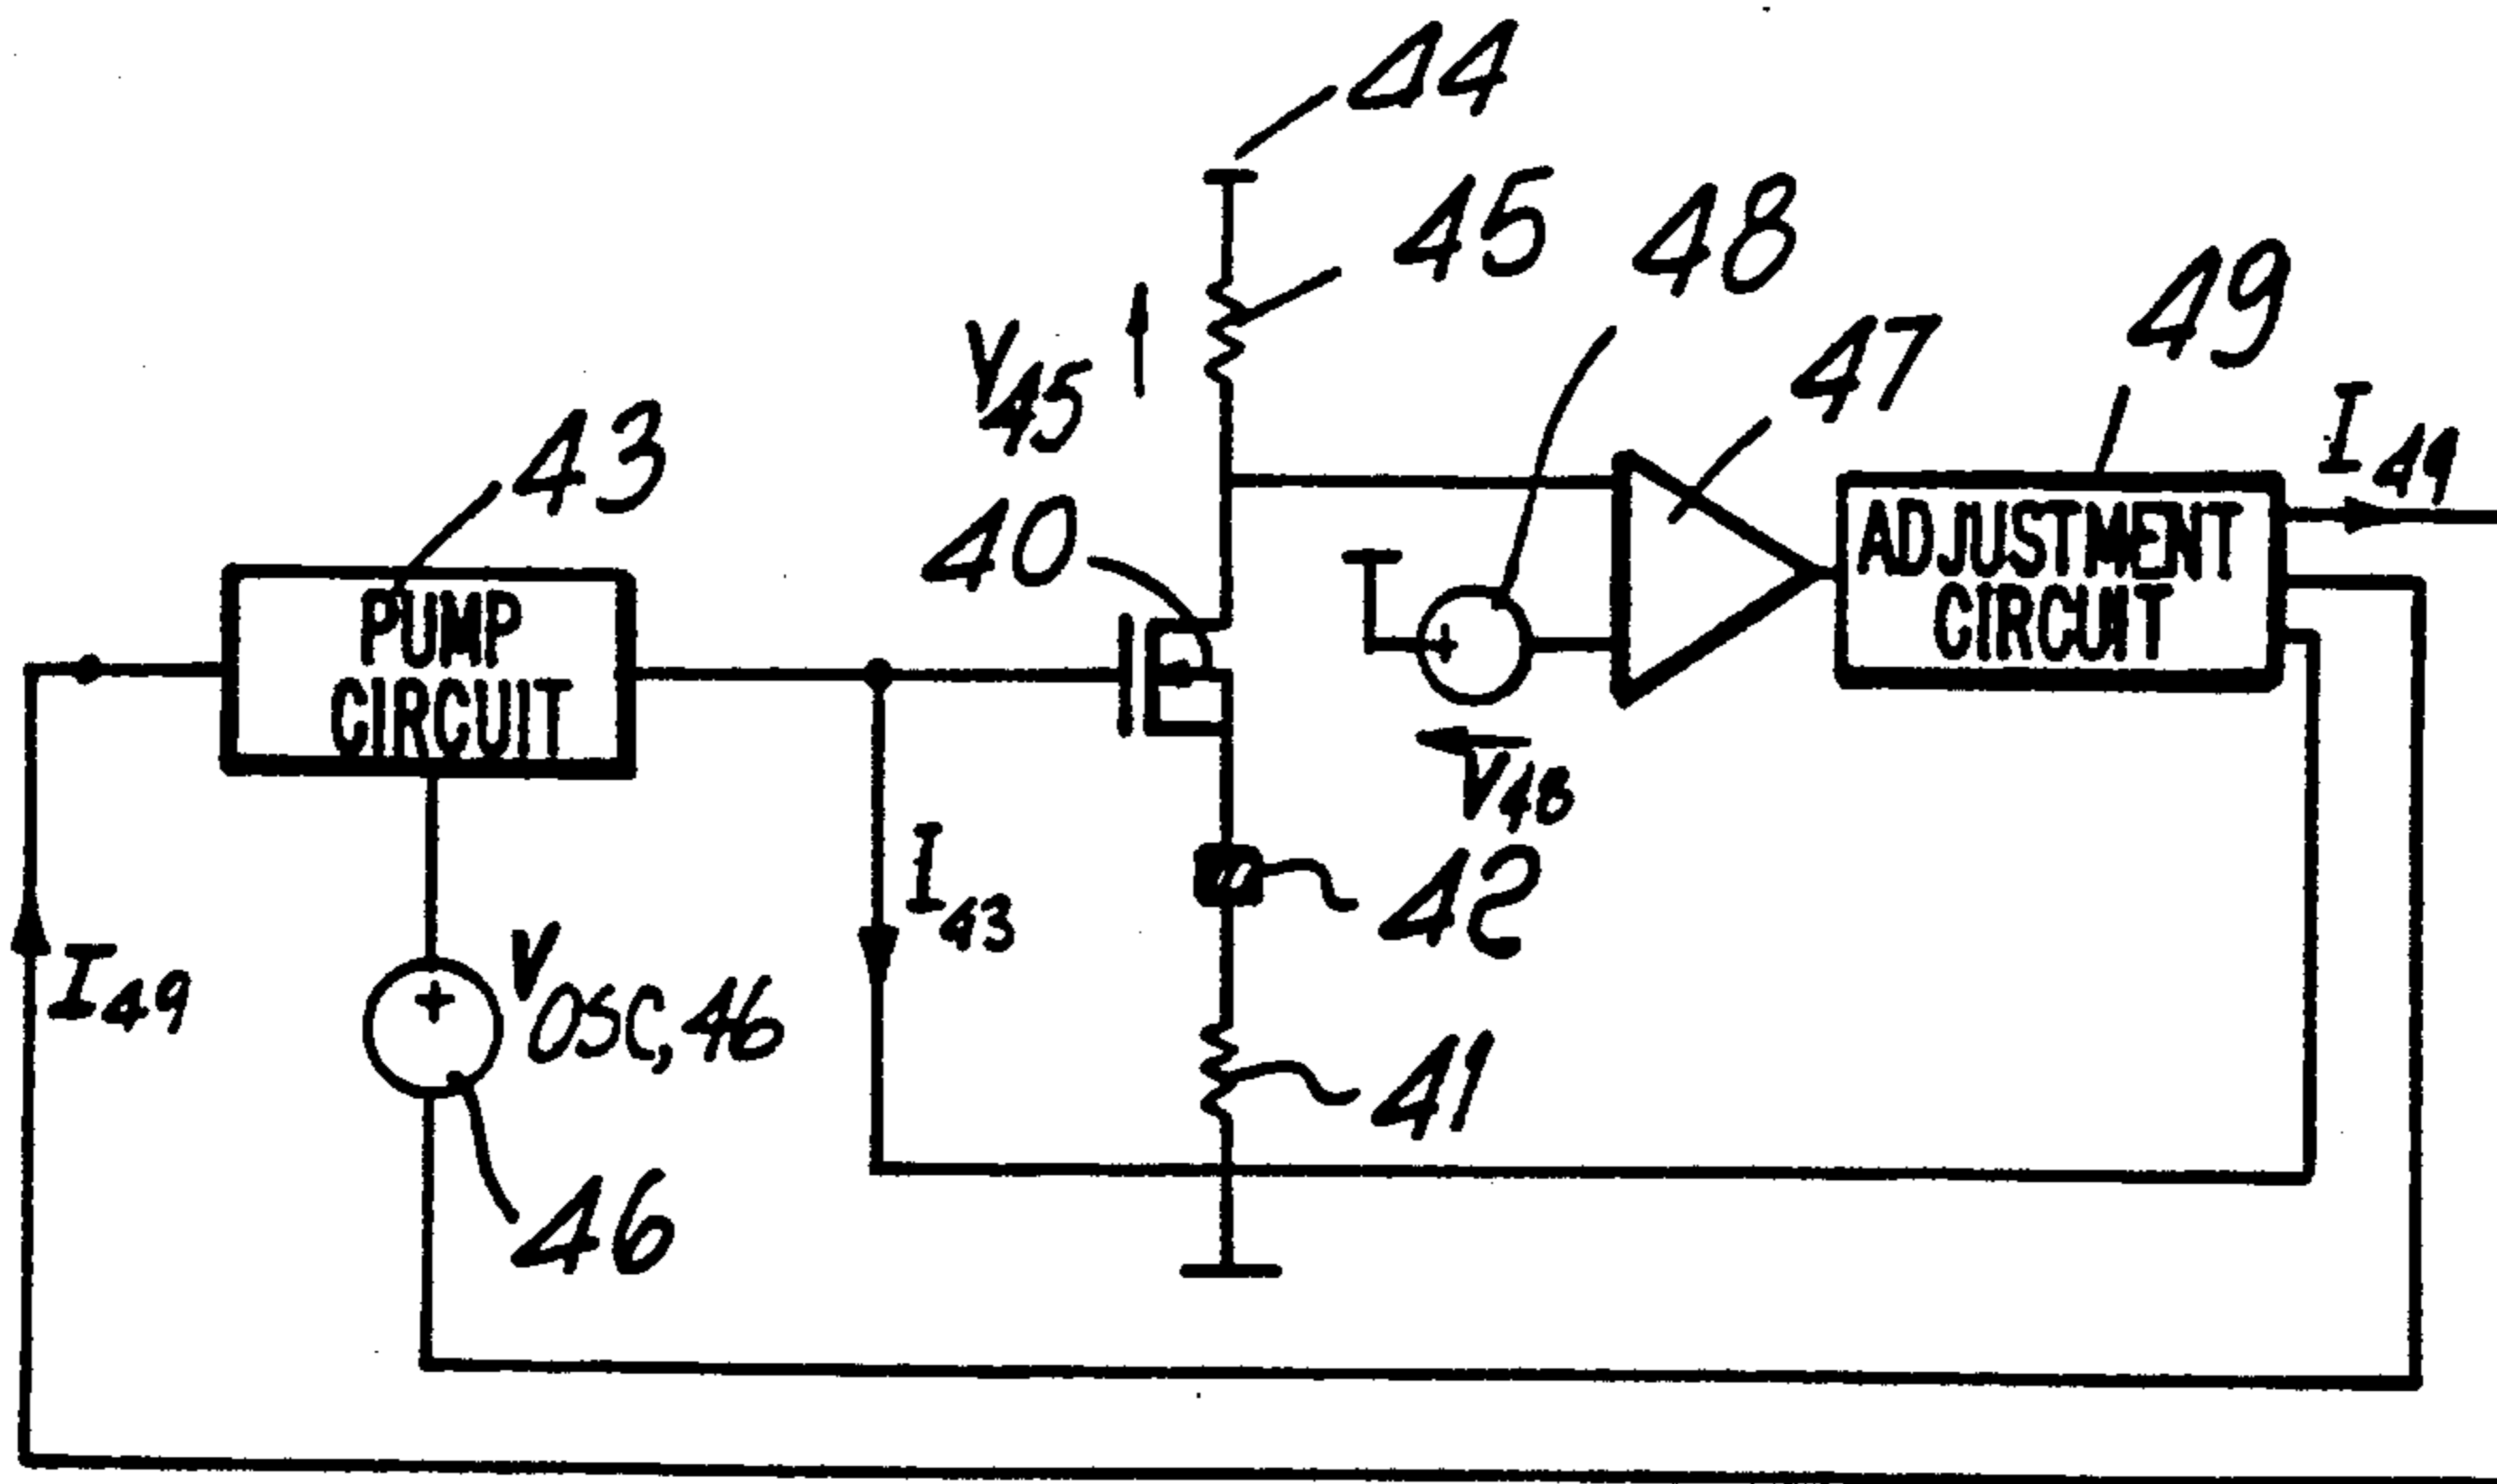 44
45
48
47
49
V45
I49
43
40
ADJUSTMENT
CIRCUIT
PUMP
CIRCUIT
V48
I43
42
I49
VOSC,46
41
46